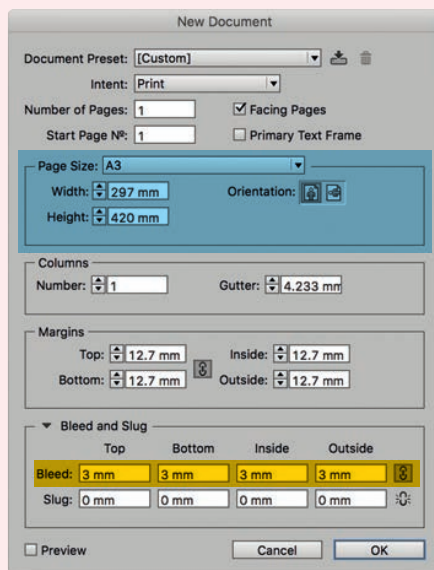 New Document
Document Preset: [Custom]
Intent: Print
Number of Pages: 1 Facing Pages
Start Page Nº: 1 Primary Text Frame
Page Size: A3
Width: 297 mm Orientation:
Height: 420 mm
Columns
Number: 1 Gutter: 4.233 mm
Margins
Top: 12.7 mm Inside: 12.7 mm
Bottom: 12.7 mm Outside: 12.7 mm
Bleed and Slug
Top Bottom Inside Outside
Bleed: 3 mm 3 mm 3 mm 3 mm
Slug: 0 mm 0 mm 0 mm 0 mm
Preview Cancel OK